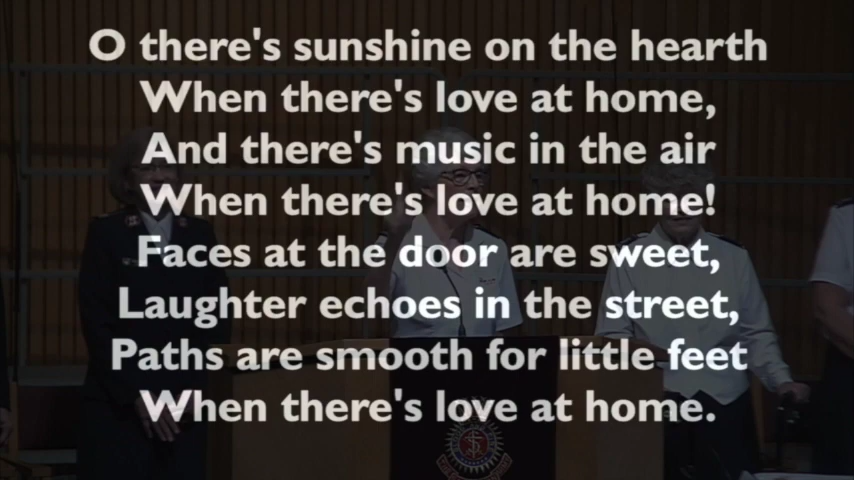 O there's sunshine on the hearth
When there's love at home,
And there's music in the air
When there's love at home!
Faces at the door are sweet,
Laughter echoes in the street,
Paths are smooth for little feet
When there's love at home.